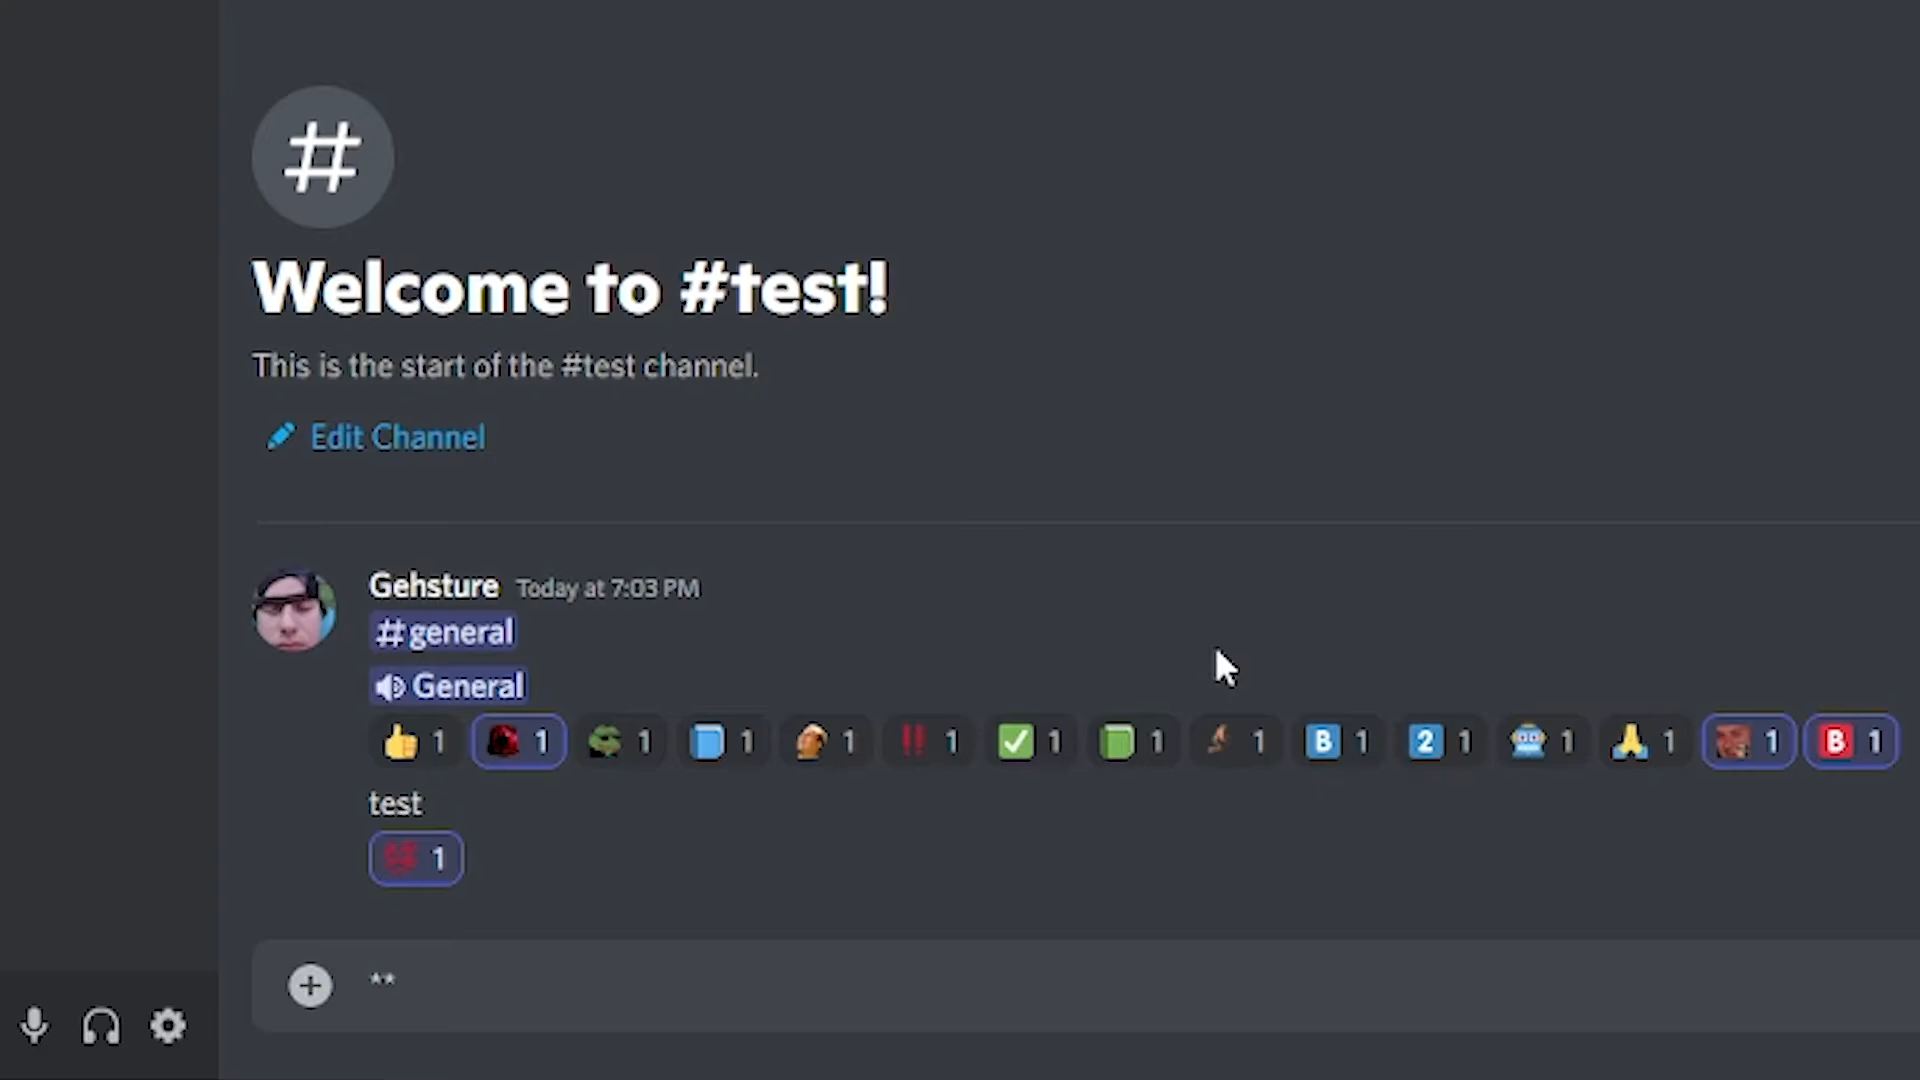 #
Welcome to #test!
This is the start of the #test channel.
Edit Channel
Gehsture Today at 7:03 PM
#general
General
1 1 1 1 1 !! 1 1 1 1 B 1 2 1 1 1 1 B 1
test
1
**